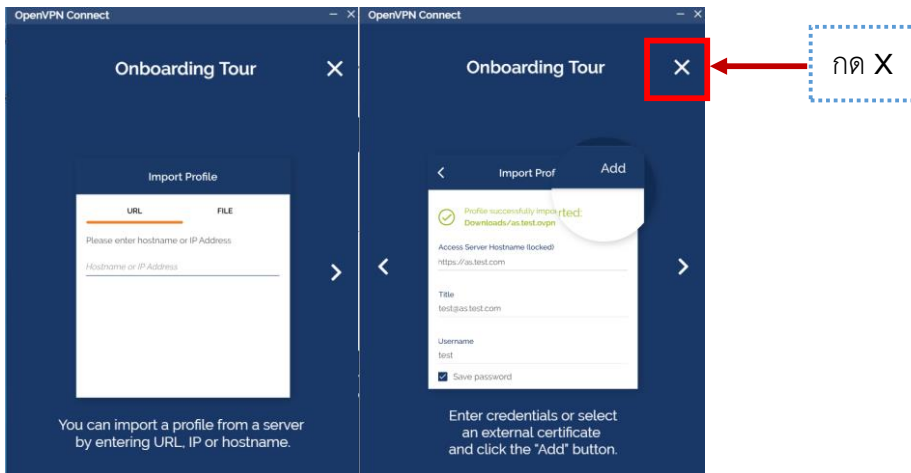 OpenVPN Connect
Onboarding Tour
Import Profile
URL FILE
Please enter hostname or IP Address
Hostname or IP Address
You can import a profile from a server
by entering URL, IP or hostname.
OpenVPN Connect
Onboarding Tour
Import Prof
Add
Profile successfully impo rted:
Downloads/as.test.ovpn
Access Server Hostname (locked)
https://as.test.com
Title
test@as.test.com
Username
test
Save password
Enter credentials or select
an external certificate
and click the "Add" button.
กด X